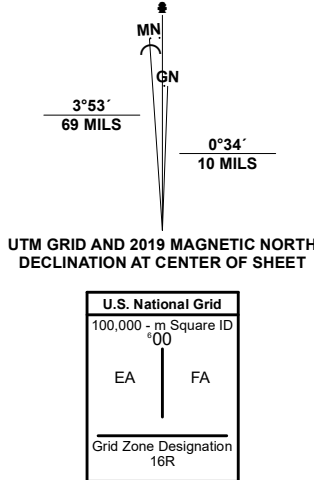 MN
GN
3°53´
69 MILS
0°34´
10 MILS
UTM GRID AND 2019 MAGNETIC NORTH
DECLINATION AT CENTER OF SHEET
U.S. National Grid
100,000 - m Square ID
⁶00
EA FA
Grid Zone Designation
16R